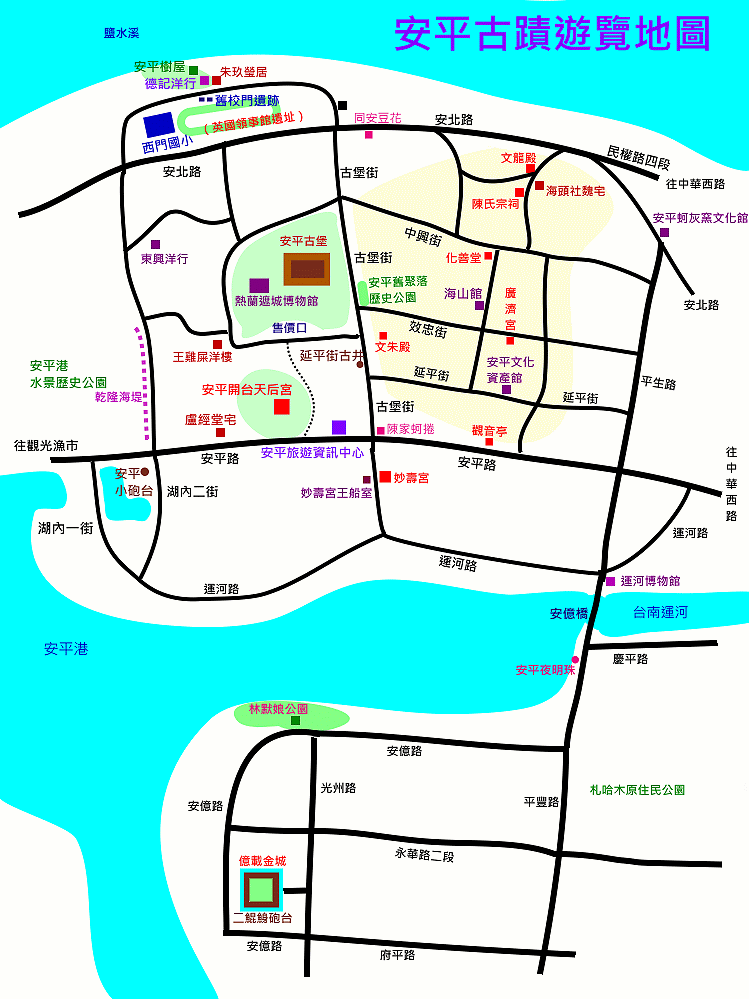 安平古蹟遊覽地圖
鹽水溪
安平樹屋
朱玖瑩居
德記洋行
舊校門遺跡
(英國領事館遺址)
西門國小
同安豆花
安北路
安北路
古堡街
文龍殿
民權路四段
往中華西路
海頭社魏宅
陳氏宗祠
安平蚵灰窯文化館
中興街
安平古堡
東興洋行
古堡街
化善堂
安平舊聚落
歷史公園
海山館
廣
濟
宮
熱蘭遮城博物館
安北路
售價口
效忠街
文朱殿
延平街古井
王雞屎洋樓
安平港
水景歷史公園
乾隆海堤
安平文化
資產館
延平街
平生路
安平開台天后宮
延平街
古堡街
盧經堂宅
陳家蚵捲
觀音亭
往觀光漁市
安平路
安平旅遊資訊中心
安平路
往
中
華
西
路
安平
小砲台
湖內二街
妙壽宮
妙壽宮王船室
湖內一街
運河路
運河路
運河路
運河博物館
安億橋
台南運河
安平港
慶平路
安平夜明珠
林默娘公園
安億路
光州路
札哈木原住民公園
安億路
平豐路
永華路二段
億載金城
二鯤鯓砲台
安億路
府平路